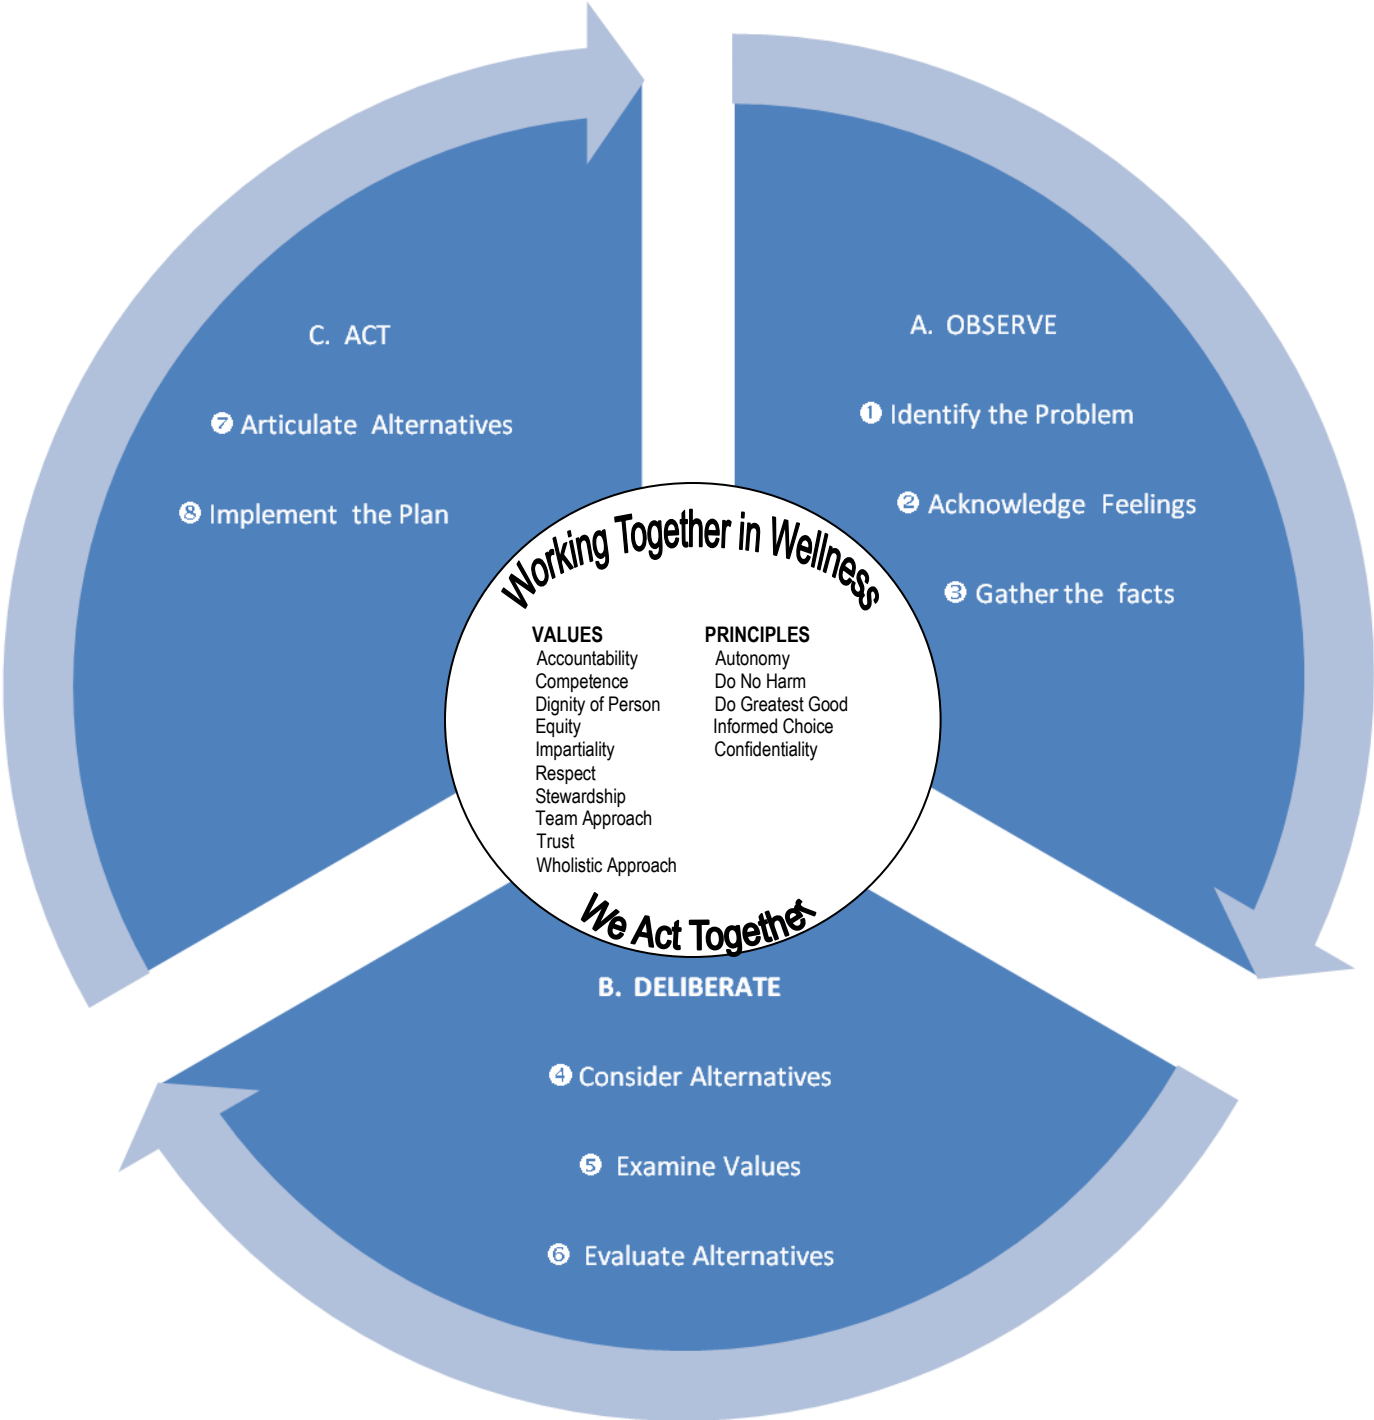 A. OBSERVE
❶ Identify the Problem
❷ Acknowledge Feelings
❸ Gather the facts
B. DELIBERATE
❹ Consider Alternatives
❺ Examine Values
❻ Evaluate Alternatives
C. ACT
❼ Articulate Alternatives
❽ Implement the Plan
Working Together in Wellness
VALUES
Accountability
Competence
Dignity of Person
Equity
Impartiality
Respect
Stewardship
Team Approach
Trust
Wholistic Approach
PRINCIPLES
Autonomy
Do No Harm
Do Greatest Good
Informed Choice
Confidentiality
We Act Together